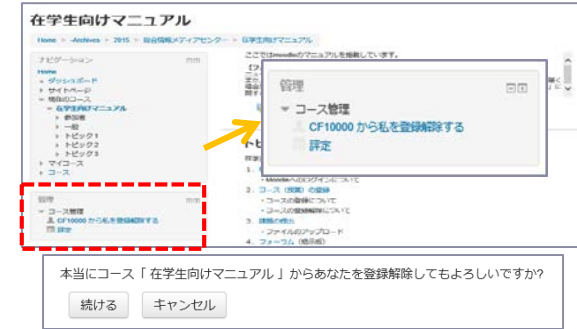 在学生向けマニュアル
Home ▸ -Archives ▸ 2015 ▸ 総合情報メディアセンター ▸ 在学生向けマニュアル
ナビゲーション
Home
ダッシュボード
サイトページ
現在のコース
在学生向けマニュアル
参加者
一般
トピック1
トピック2
トピック3
マイコース
コース
管理
コース管理
CF10000 から私を登録解除する
評定
ここではmoodleのマニュアルを掲載しています。
管理
コース管理
CF10000 から私を登録解除する
評定
・Moodleへのログインについて
2. コース（授業）の登録
・コースの登録について
・コースの登録解除について
3. 課題の提出
・ファイルのアップロード
4. フォーラム（掲示板）
本当にコース「 在学生向けマニュアル 」からあなたを登録解除してもよろしいですか?
続ける
キャンセル